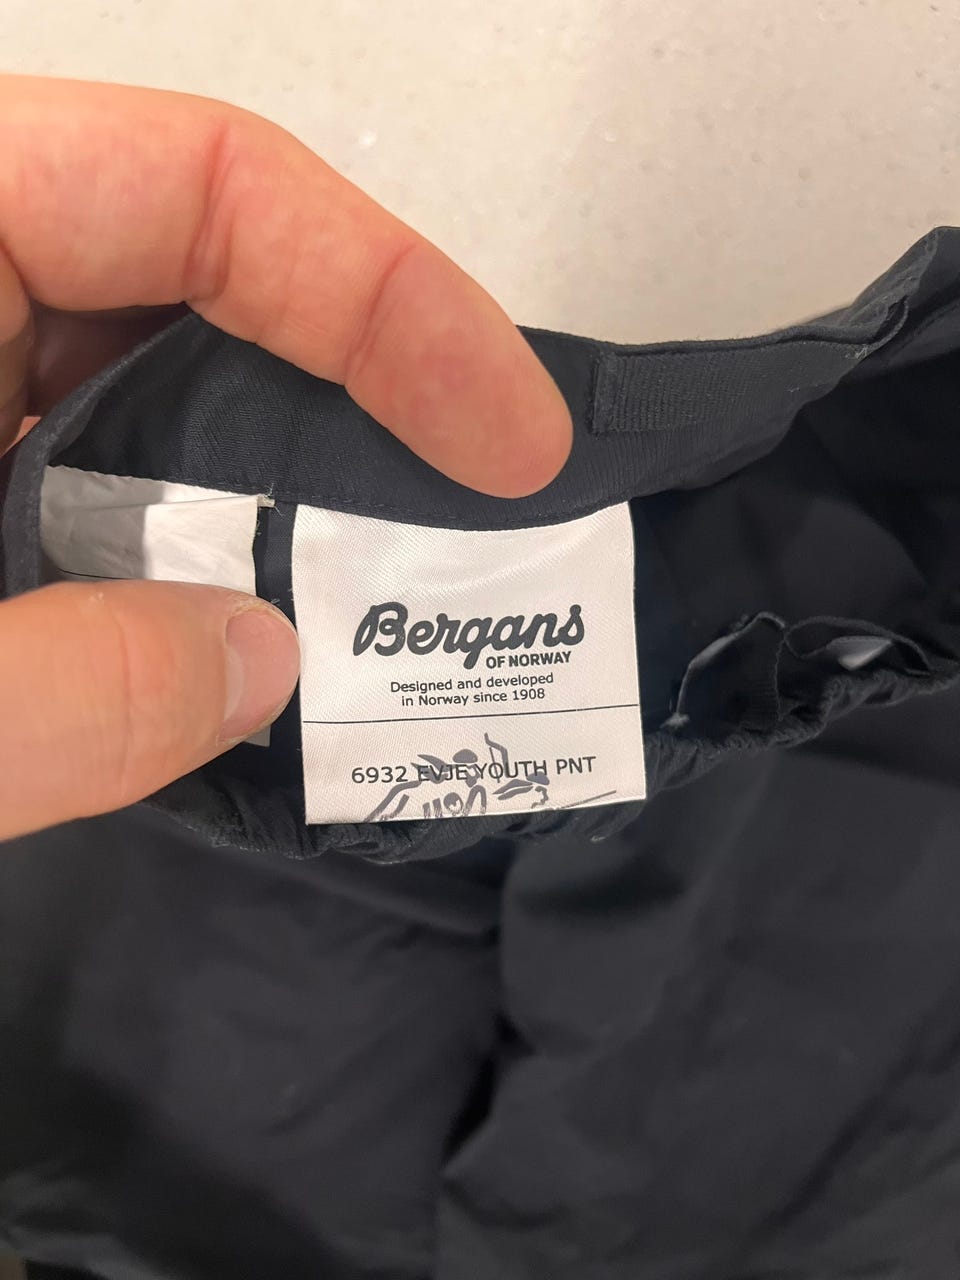 Bergans
OF NORWAY
Designed and developed
in Norway since 1908
6932 EVJE YOUTH PNT